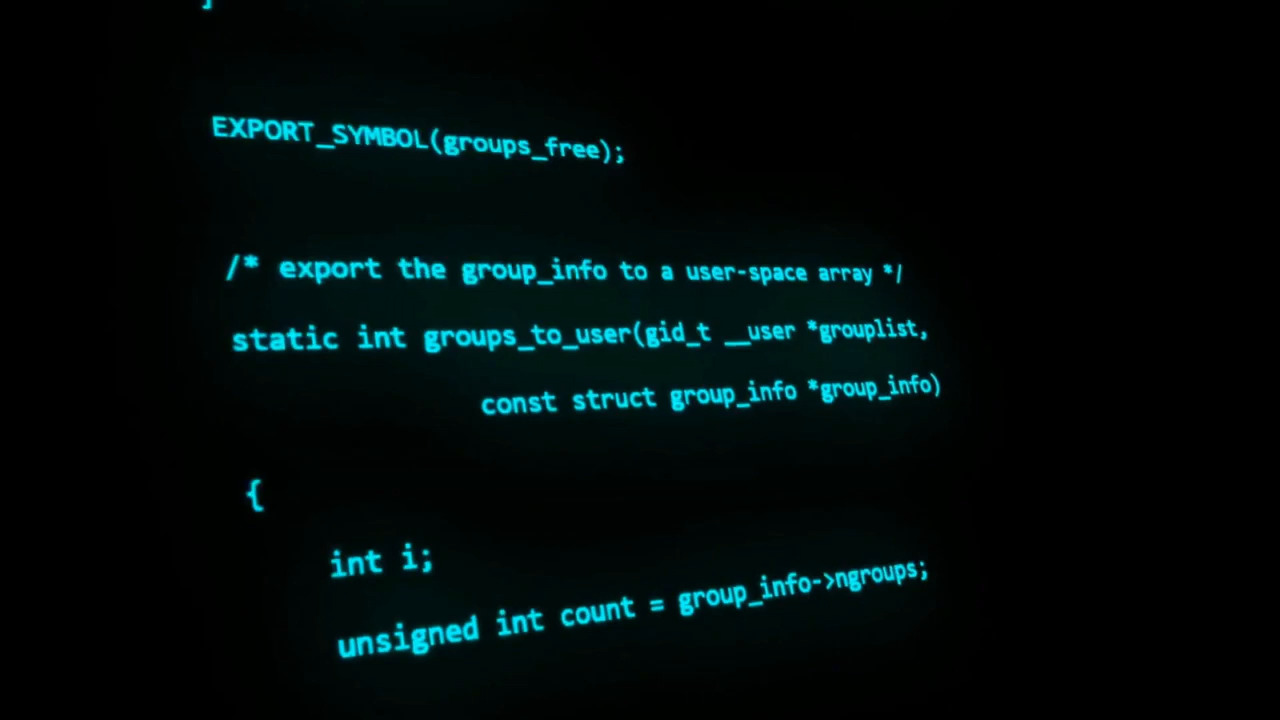 }
EXPORT_SYMBOL(groups_free);
/* export the group_info to a user-space array */
static int groups_to_user(gid_t __user *grouplist,
const struct group_info *group_info)
{
int i;
unsigned int count = group_info->ngroups;